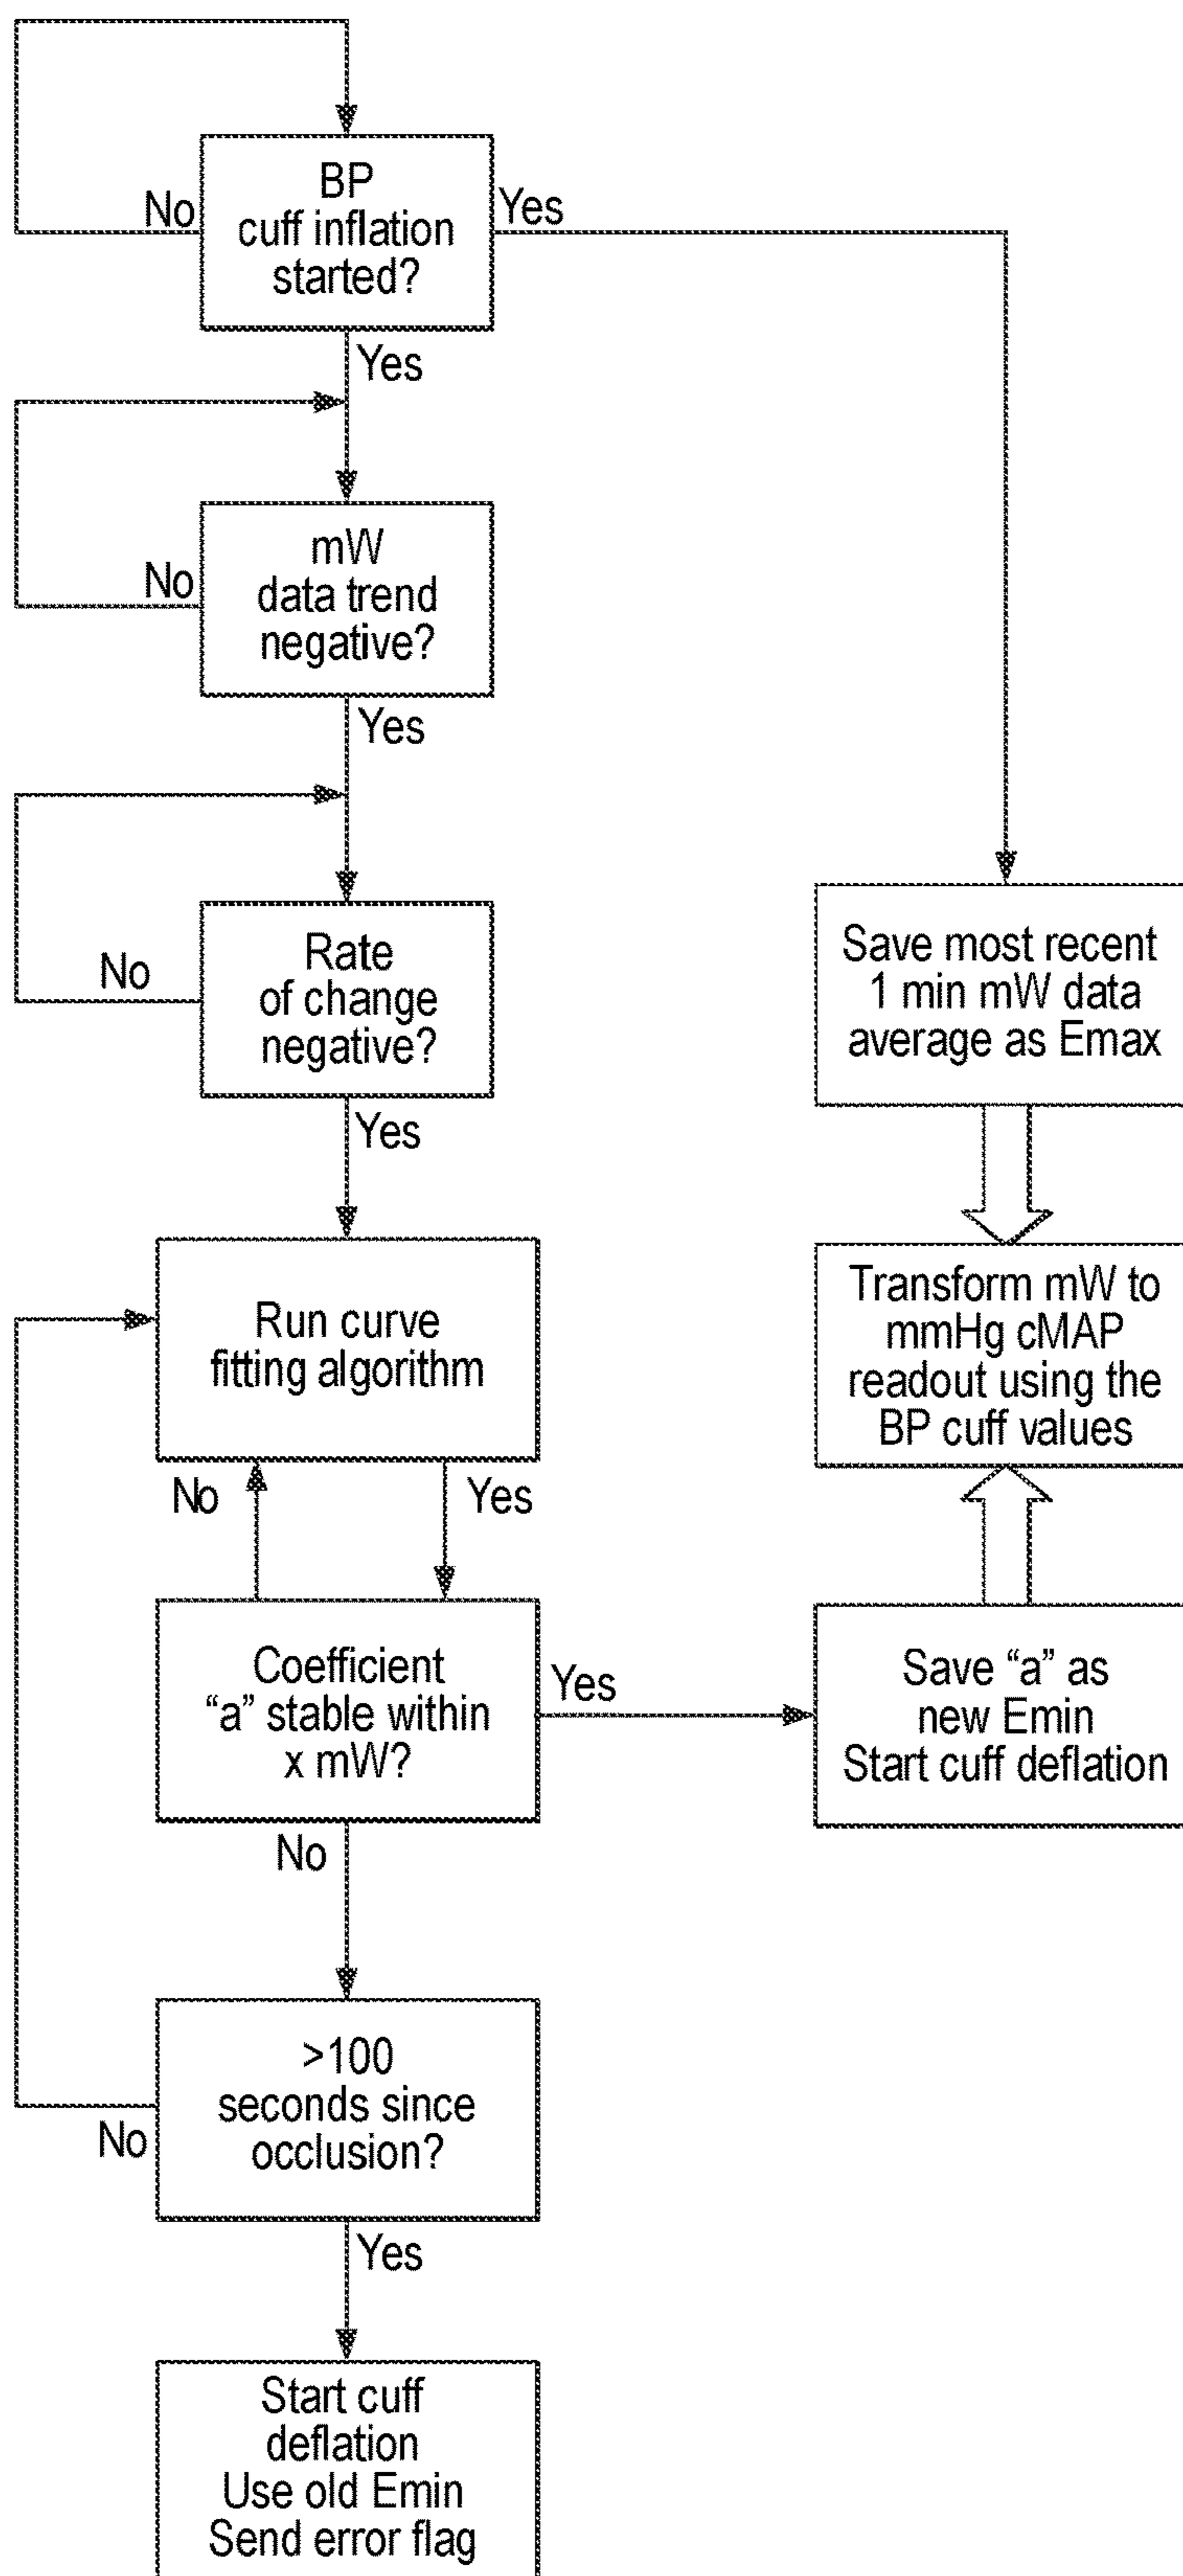 BP
cuff inflation
started?
No
Yes
Yes
mW
data trend
negative?
No
Yes
Rate
of change
negative?
No
Yes
Save most recent
1 min mW data
average as Emax
Run curve
fitting algorithm
Transform mW to
mmHg cMAP
readout using the
BP cuff values
No
Yes
Coefficient
“a” stable within
x mW?
Yes
Save “a” as
new Emin
Start cuff deflation
No
>100
seconds since
occlusion?
No
Yes
Start cuff
deflation
Use old Emin
Send error flag